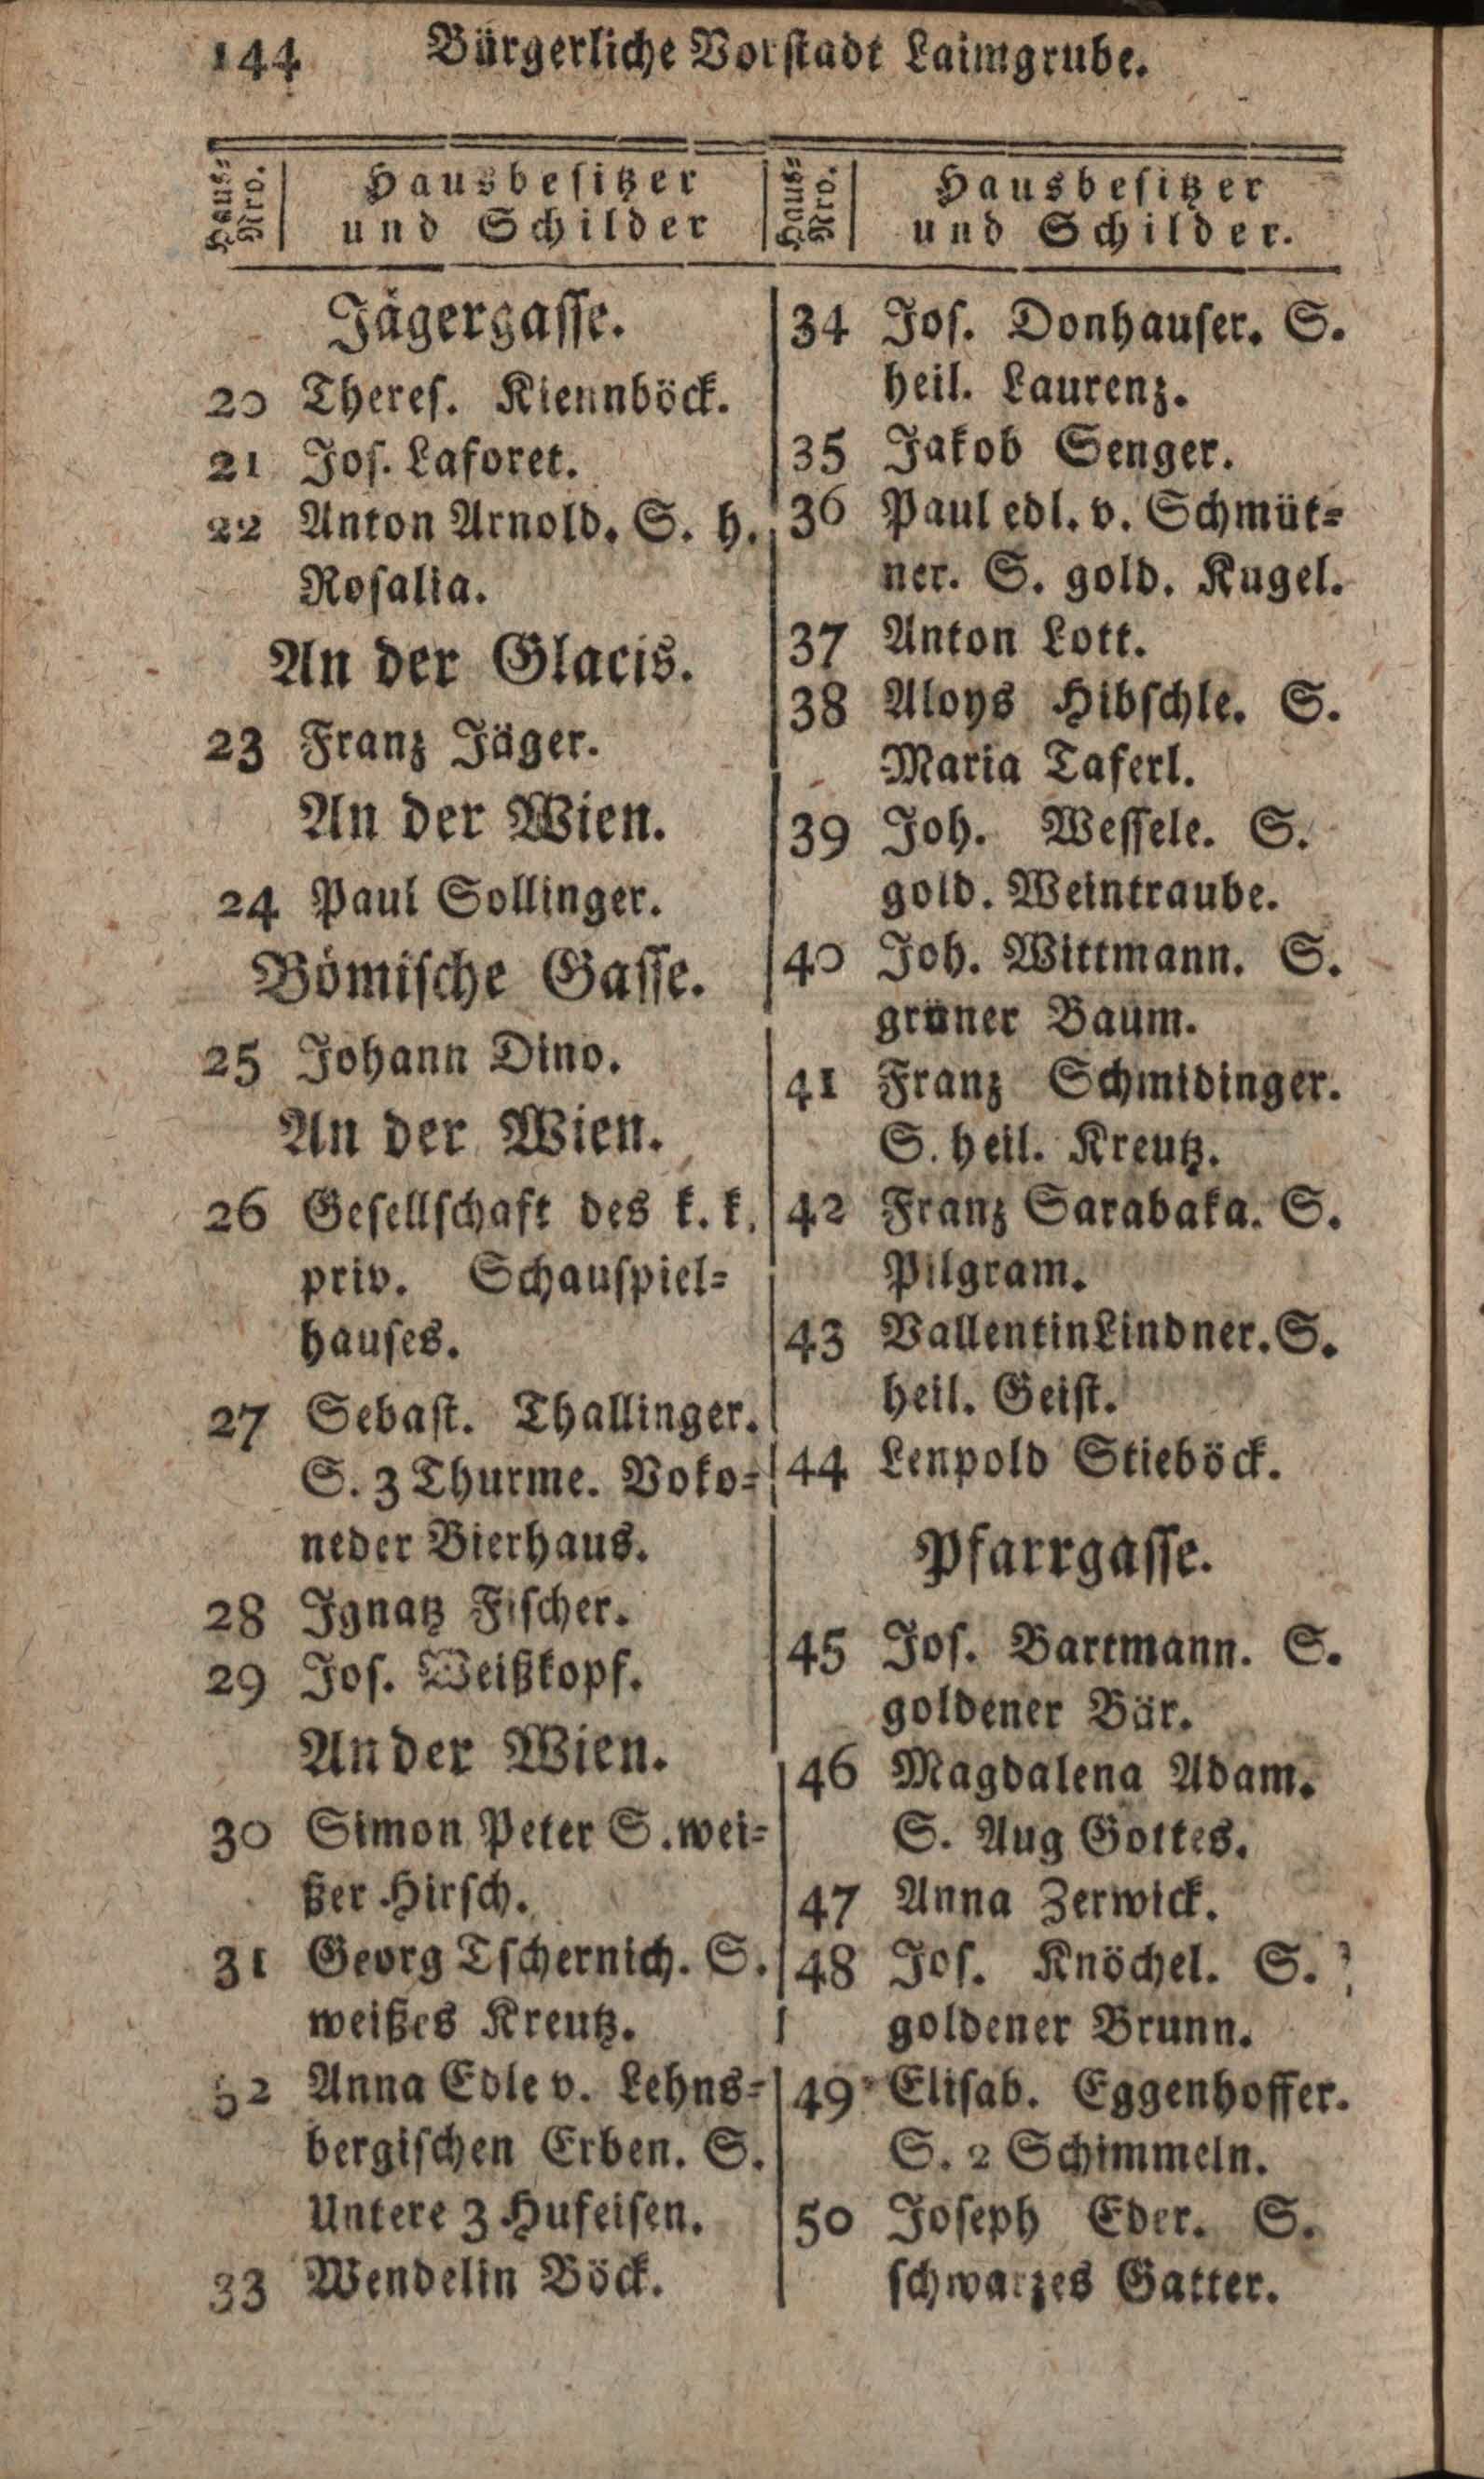 144 Bürgerliche Vorstadt Laimgrube.
Haus-
Nro.
Hausbesitzer
und Schilder
Haus-
Nro.
Hausbesitzer
und Schilder.
Jägergasse.
20 Theres. Kiennböck.
21 Jos. Laforet.
22 Anton Arnold. S. h.
Rosalia.
An der Glacis.
23 Franz Jäger.
An der Wien.
24 Paul Sollinger.
Bömische Gasse.
25 Johann Dino.
An der Wien.
26 Gesellschaft des k. k.
priv. Schauspiel-
hauses.
27 Sebast. Thallinger.
S. 3 Thurme. Voko-
neder Bierhaus.
28 Ignatz Fischer.
29 Jos. Weißkopf.
An der Wien.
30 Simon Peter S. wei-
ßer Hirsch.
31 Georg Tschernich. S.
weißes Kreutz.
32 Anna Edle v. Lehns-
bergischen Erben. S.
Untere 3 Hufeisen.
33 Wendelin Böck.
34 Jos. Donhauser. S.
heil. Laurenz.
35 Jakob Senger.
36 Paul edl. v. Schmüt-
ner. S. gold. Kugel.
37 Anton Lott.
38 Aloys Hibschle. S.
Maria Taferl.
39 Joh. Wessele. S.
gold. Weintraube.
40 Joh. Wittmann. S.
grüner Baum.
41 Franz Schmidinger.
S. heil. Kreutz.
42 Franz Sarabaka. S.
Pilgram.
43 Vallentin Lindner. S.
heil. Geist.
44 Lenpold Stieböck.
Pfarrgasse.
45 Jos. Bartmann. S.
goldener Bär.
46 Magdalena Adam.
S. Aug Gottes.
47 Anna Zerwick.
48 Jos. Knöchel. S.
goldener Brunn.
49 Elisab. Eggenhoffer.
S. 2 Schimmeln.
50 Joseph Eder. S.
schwarzes Gatter.